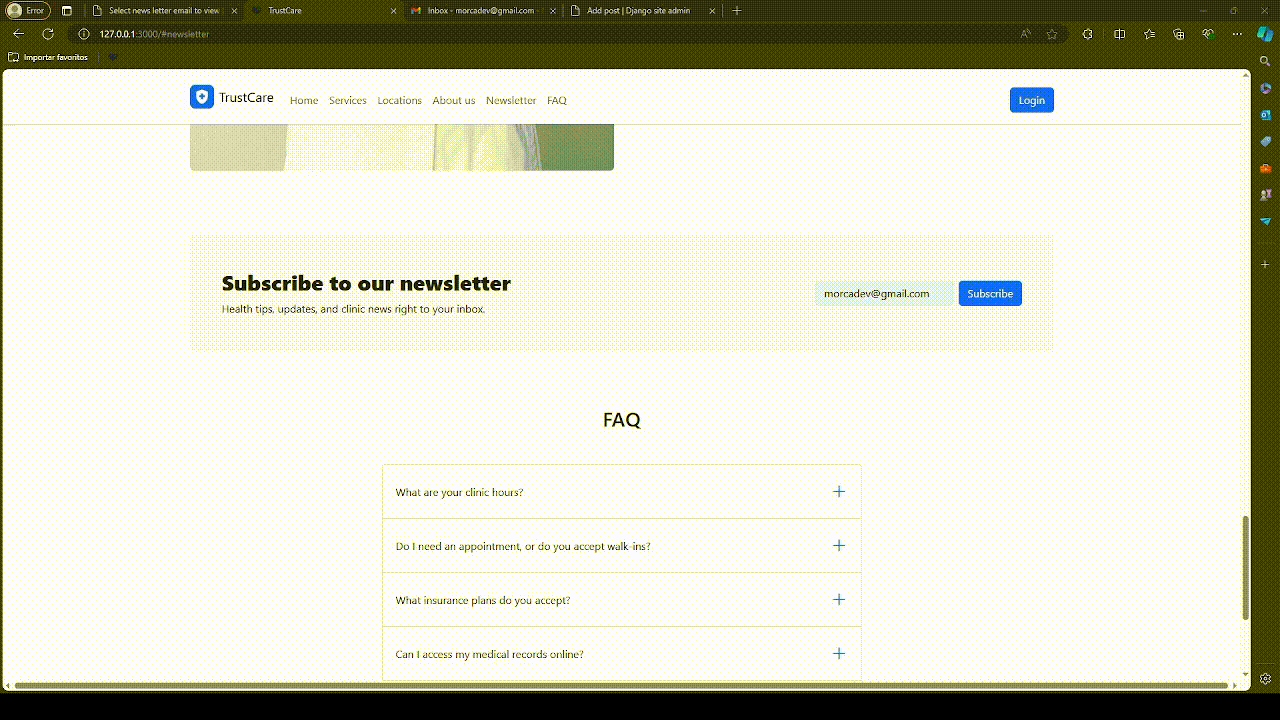 Error
Select news letter email to view
TrustCare
Inbox - morcadev@gmail.com -
Add post | Django site admin
127.0.0.1:3000/#newsletter
Importar favoritos
TrustCare
Home
Services
Locations
About us
Newsletter
FAQ
Login
Subscribe to our newsletter
Health tips, updates, and clinic news right to your inbox.
morcadev@gmail.com
Subscribe
FAQ
What are your clinic hours?
Do I need an appointment, or do you accept walk-ins?
What insurance plans do you accept?
Can I access my medical records online?